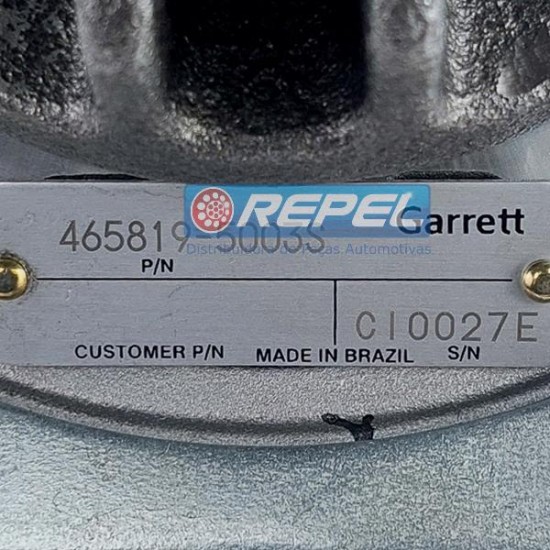 REPEL
Distribuidora de Peças Automotivas
465819-5003S
Garrett
P/N
CI0027E
CUSTOMER P/N MADE IN BRAZIL S/N